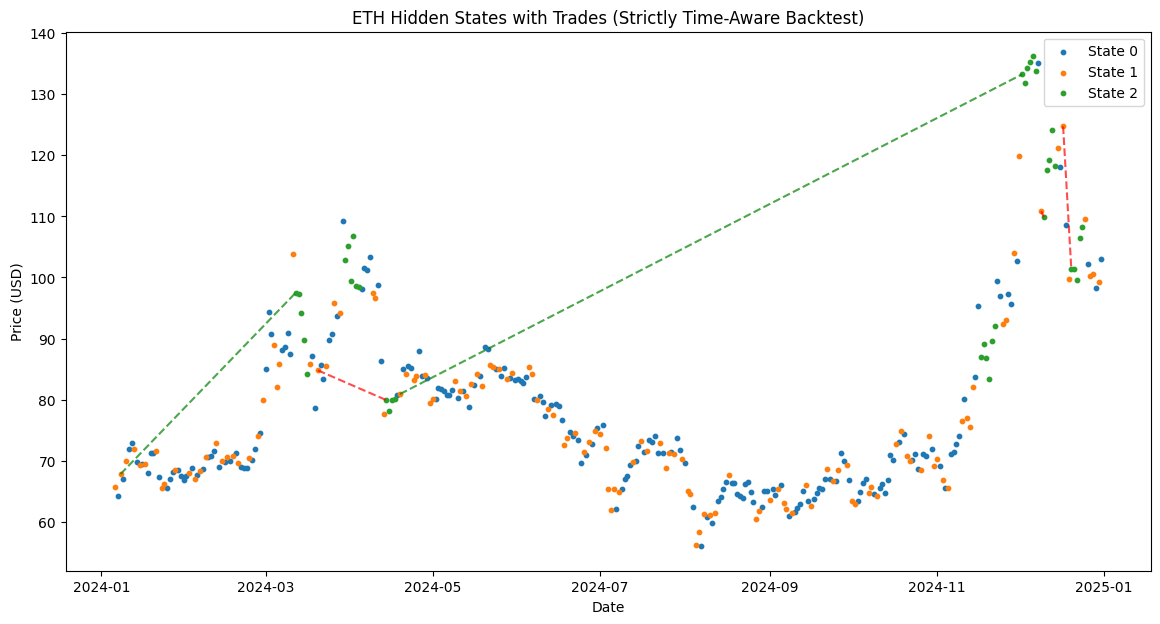 ETH Hidden States with Trades (Strictly Time-Aware Backtest)
State 0
State 1
State 2
Price (USD)
140
130
120
110
100
90
80
70
60
2024-01
2024-03
2024-05
2024-07
2024-09
2024-11
2025-01
Date